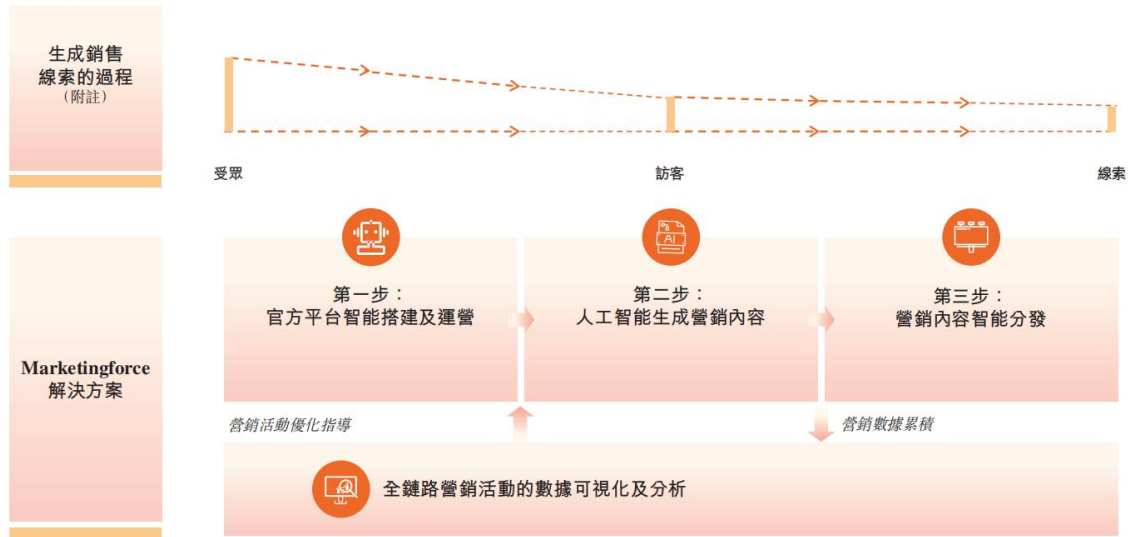 生成銷售
線索的過程
(附註)
受眾
訪客
線索
Marketingforce
解決方案
第一步：
官方平台智能搭建及運營
AI
第二步：
人工智能生成營銷內容
第三步：
營銷內容智能分發
營銷活動優化指導
營銷數據累積
全鏈路營銷活動的數據可視化及分析